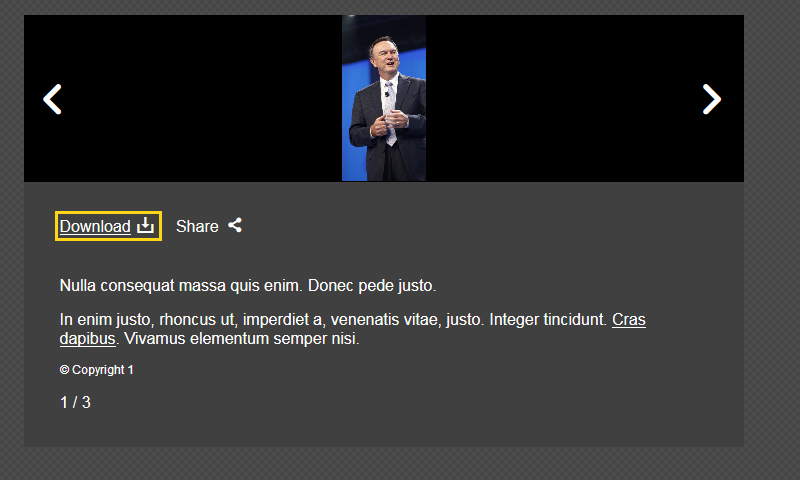 Download Share
Nulla consequat massa quis enim. Donec pede justo.
In enim justo, rhoncus ut, imperdiet a, venenatis vitae, justo. Integer tincidunt. Cras
dapibus. Vivamus elementum semper nisi.
© Copyright 1
1 / 3